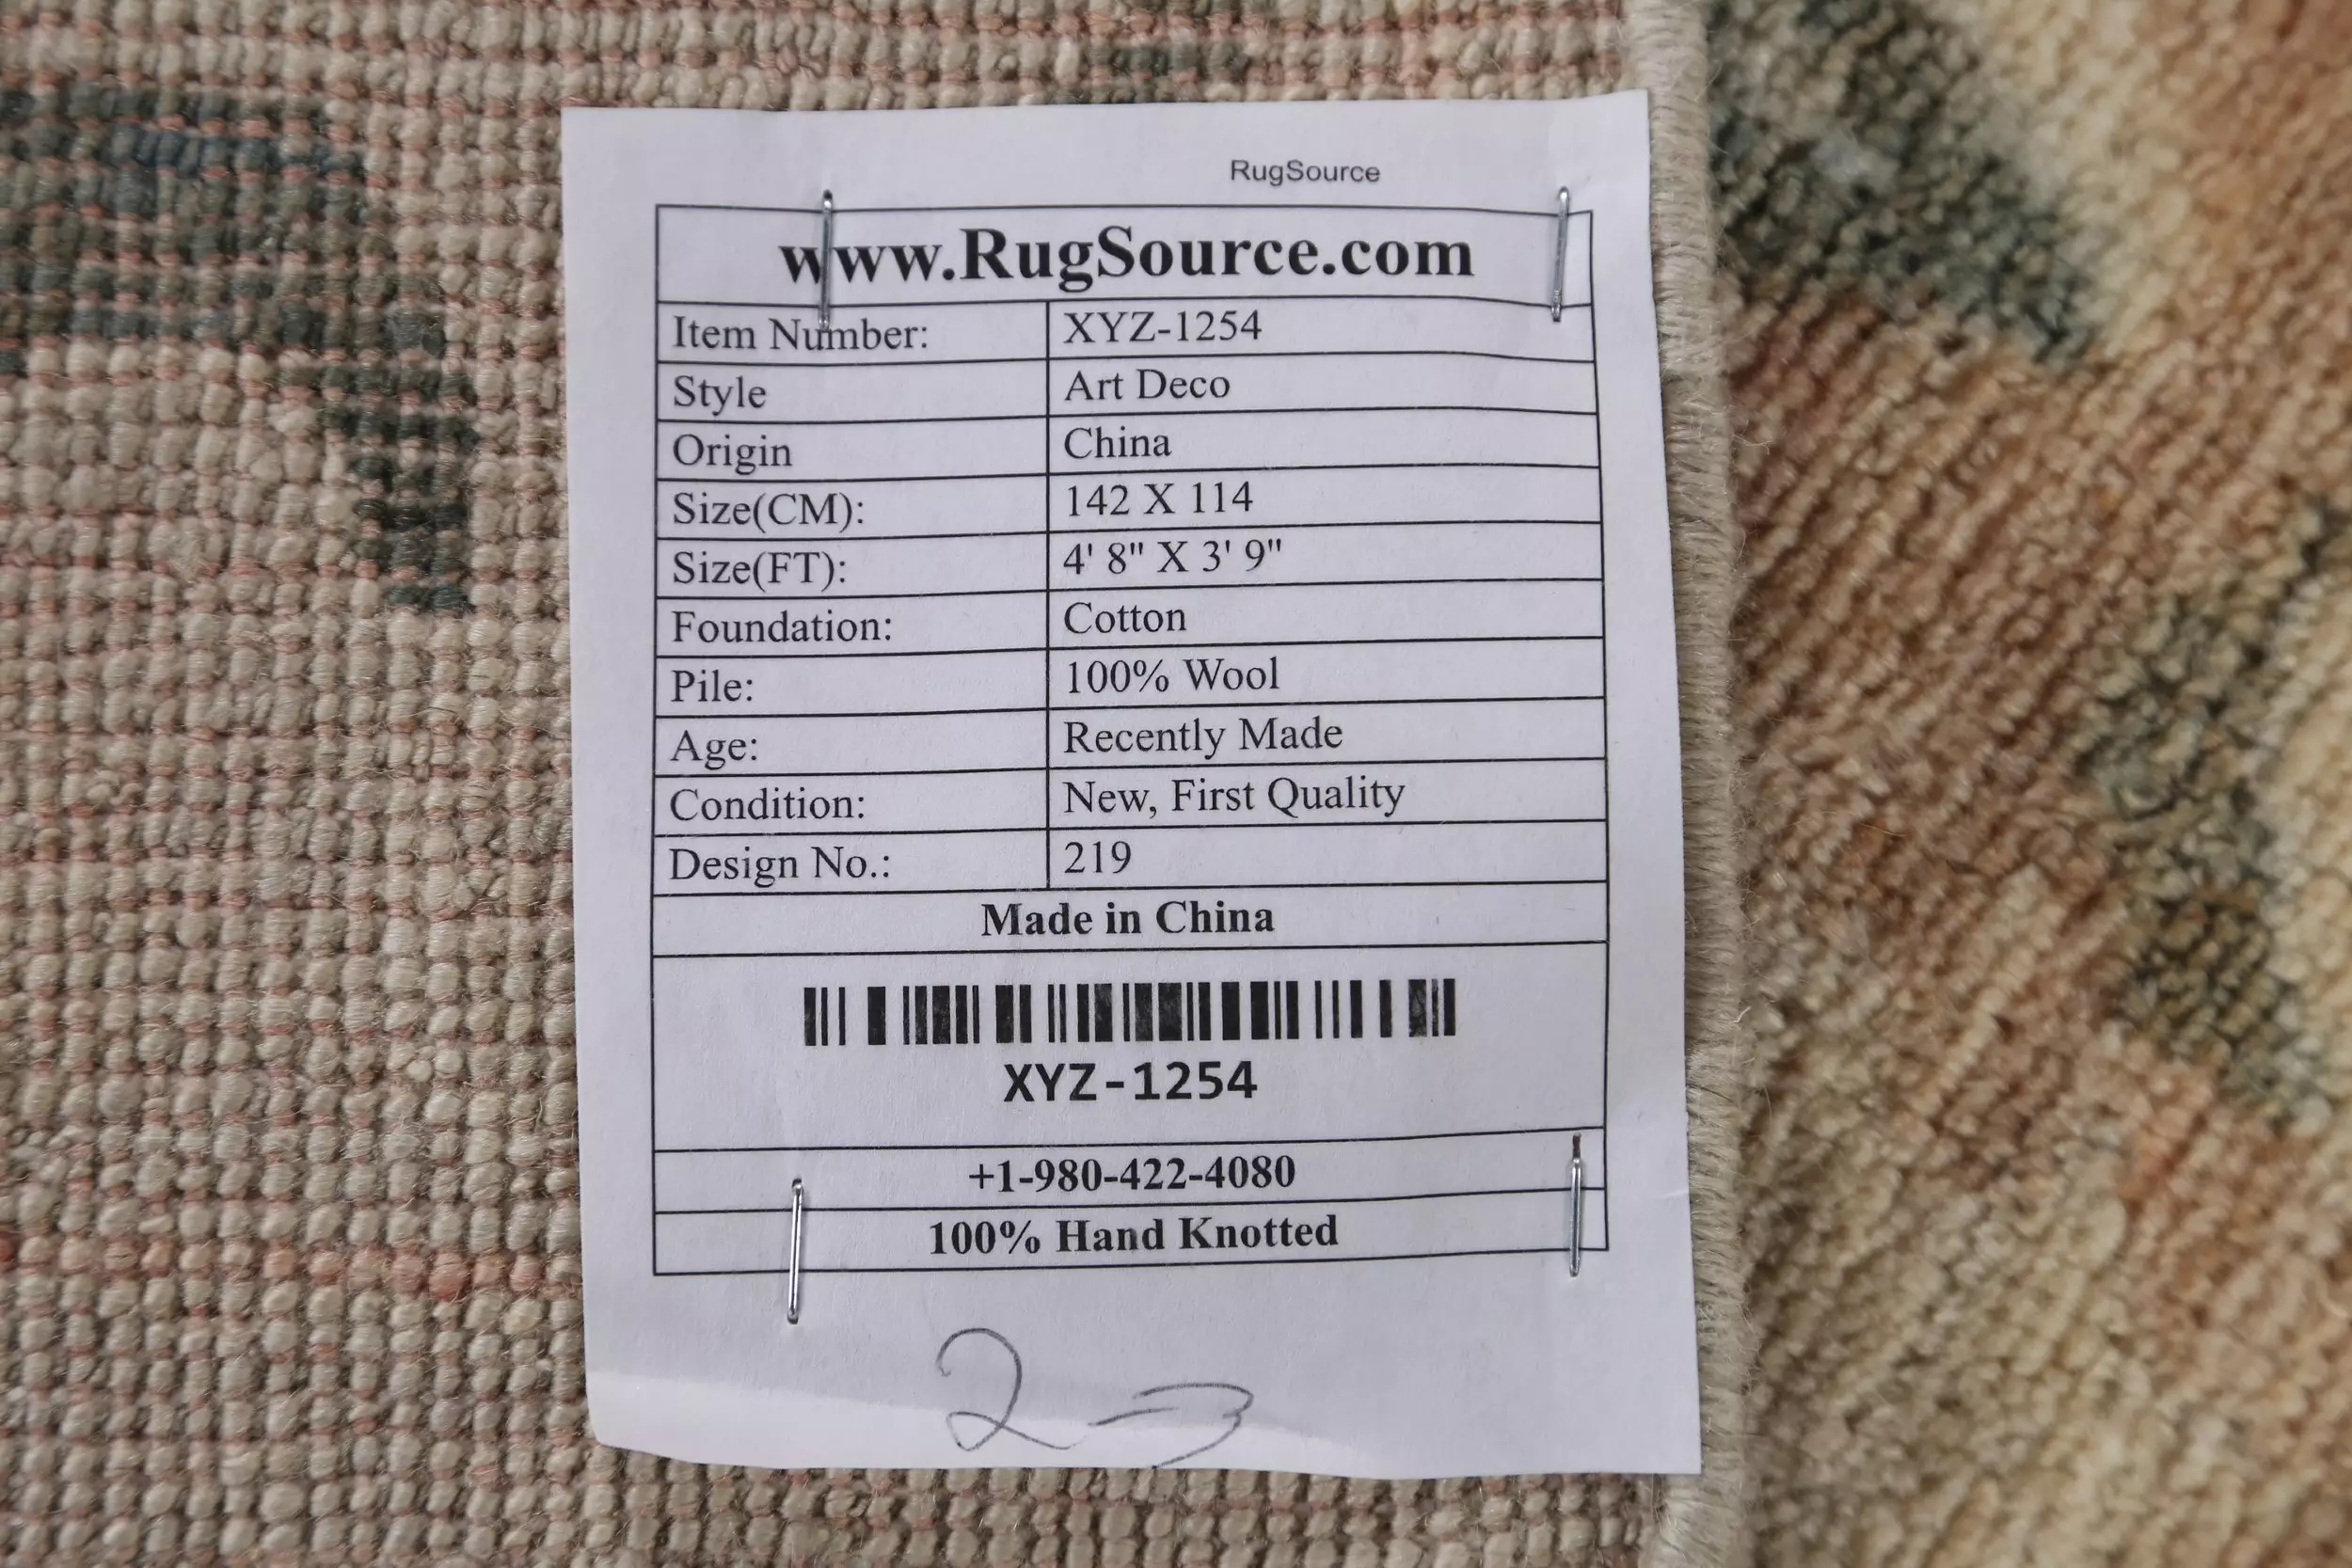 RugSource
www.RugSource.com
Item Number: XYZ-1254
Style Art Deco
Origin China
Size(CM): 142 X 114
Size(FT): 4' 8" X 3' 9"
Foundation: Cotton
Pile: 100% Wool
Age: Recently Made
Condition: New, First Quality
Design No.: 219
Made in China
XYZ-1254
+1-980-422-4080
100% Hand Knotted
2-3